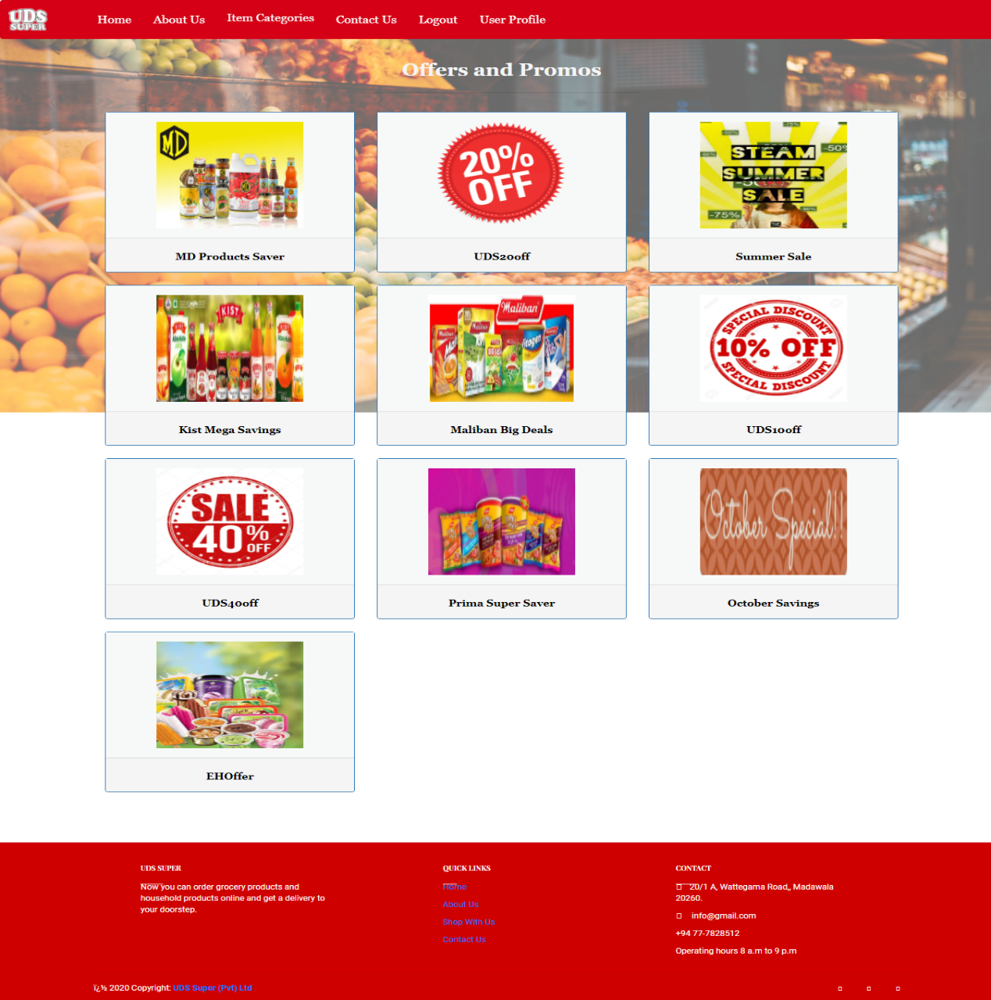 UDS
SUPER
Home
About Us
Item Categories
Contact Us
Logout
User Profile
Offers and Promos
MD
MD Products Saver
20%
OFF
UDS20off
STEAM
SUMMER
SALE
-50%
-75%
Summer Sale
KIST
Kist Mega Savings
Maliban
Maliban Big Deals
SPECIAL DISCOUNT
10% OFF
SPECIAL DISCOUNT
UDS10off
SALE
40%
OFF
UDS40off
Prima Super Saver
October Special!!
October Savings
EHOffer
UDS SUPER
Now you can order grocery products and
household products online and get a delivery to
your doorstep.
QUICK LINKS
Home
About Us
Shop With Us
Contact Us
CONTACT
20/1 A, Wattegama Road,, Madawala
20260.
info@gmail.com
+94 77-7828512
Operating hours 8 a.m to 9 p.m
ï¿½ 2020 Copyright: UDS Super (Pvt) Ltd